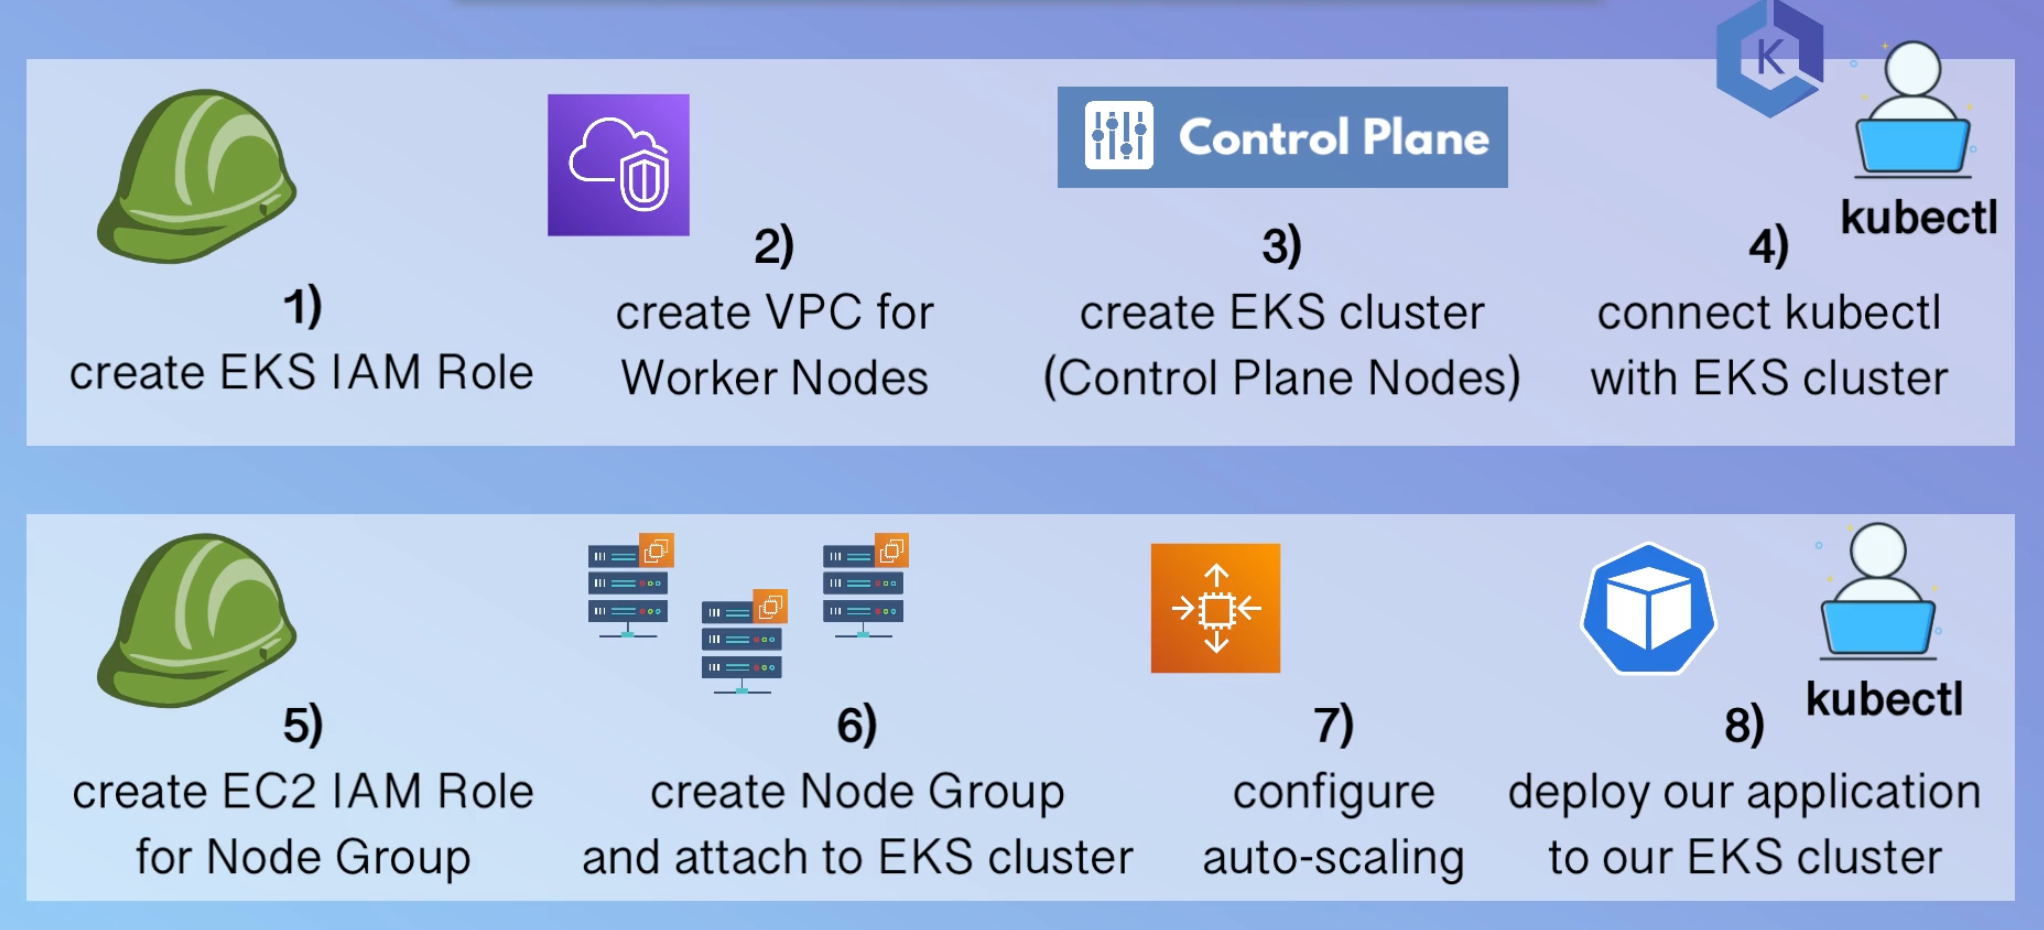 K
Control Plane
kubectl
1)
create EKS IAM Role
2)
create VPC for
Worker Nodes
3)
create EKS cluster
(Control Plane Nodes)
4)
connect kubectl
with EKS cluster
kubectl
5)
create EC2 IAM Role
for Node Group
6)
create Node Group
and attach to EKS cluster
7)
configure
auto-scaling
8)
deploy our application
to our EKS cluster